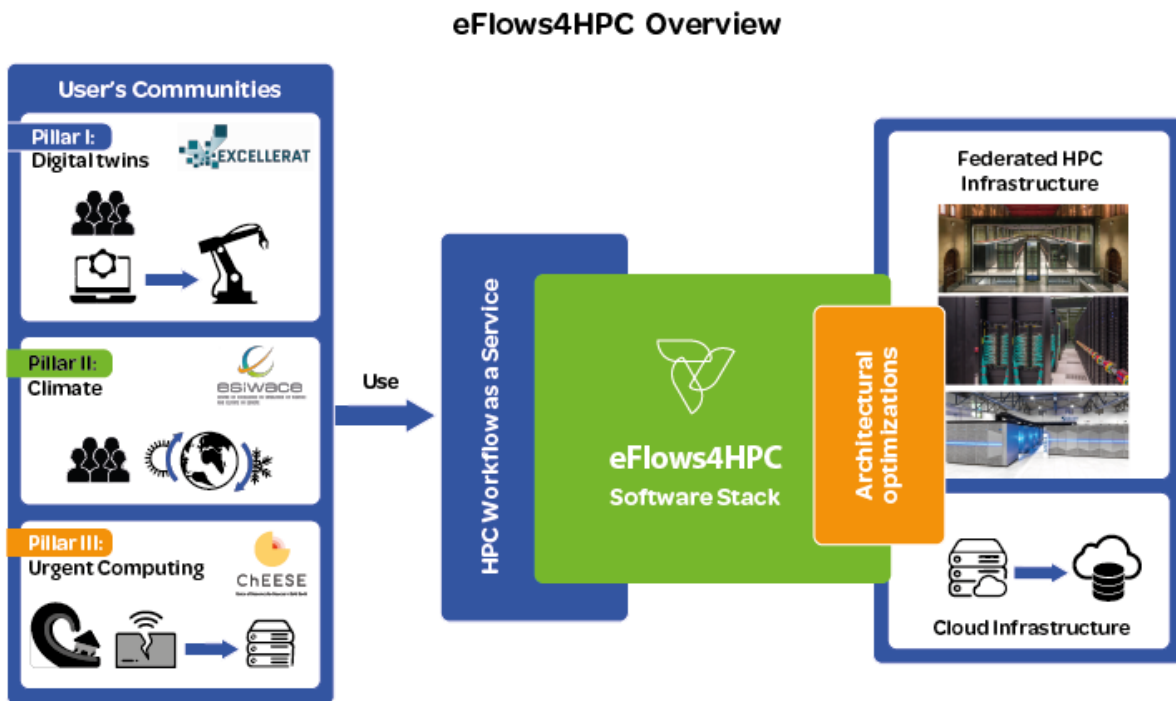 eFlows4HPC Overview
User's Communities
Pillar I:
Digital twins
EXCELLERAT
Pillar II:
Climate
esiwace
Pillar III:
Urgent Computing
ChEESE
Use
HPC Workflow as a Service
eFlows4HPC
Software Stack
Architectural
optimizations
Federated HPC
Infrastructure
Cloud Infrastructure